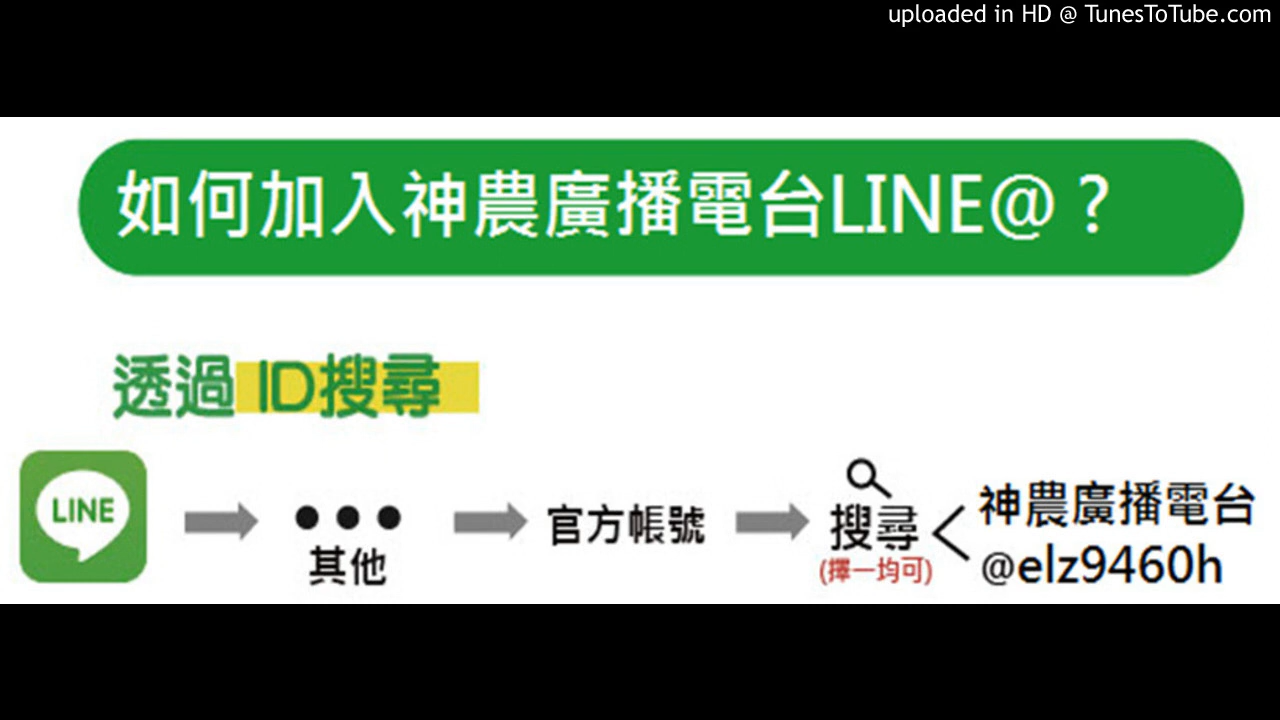 uploaded in HD @ TunesToTube.com
如何加入神農廣播電台LINE@？
透過 ID搜尋
LINE
其他
官方帳號
搜尋
(擇一均可)
神農廣播電台
@elz9460h